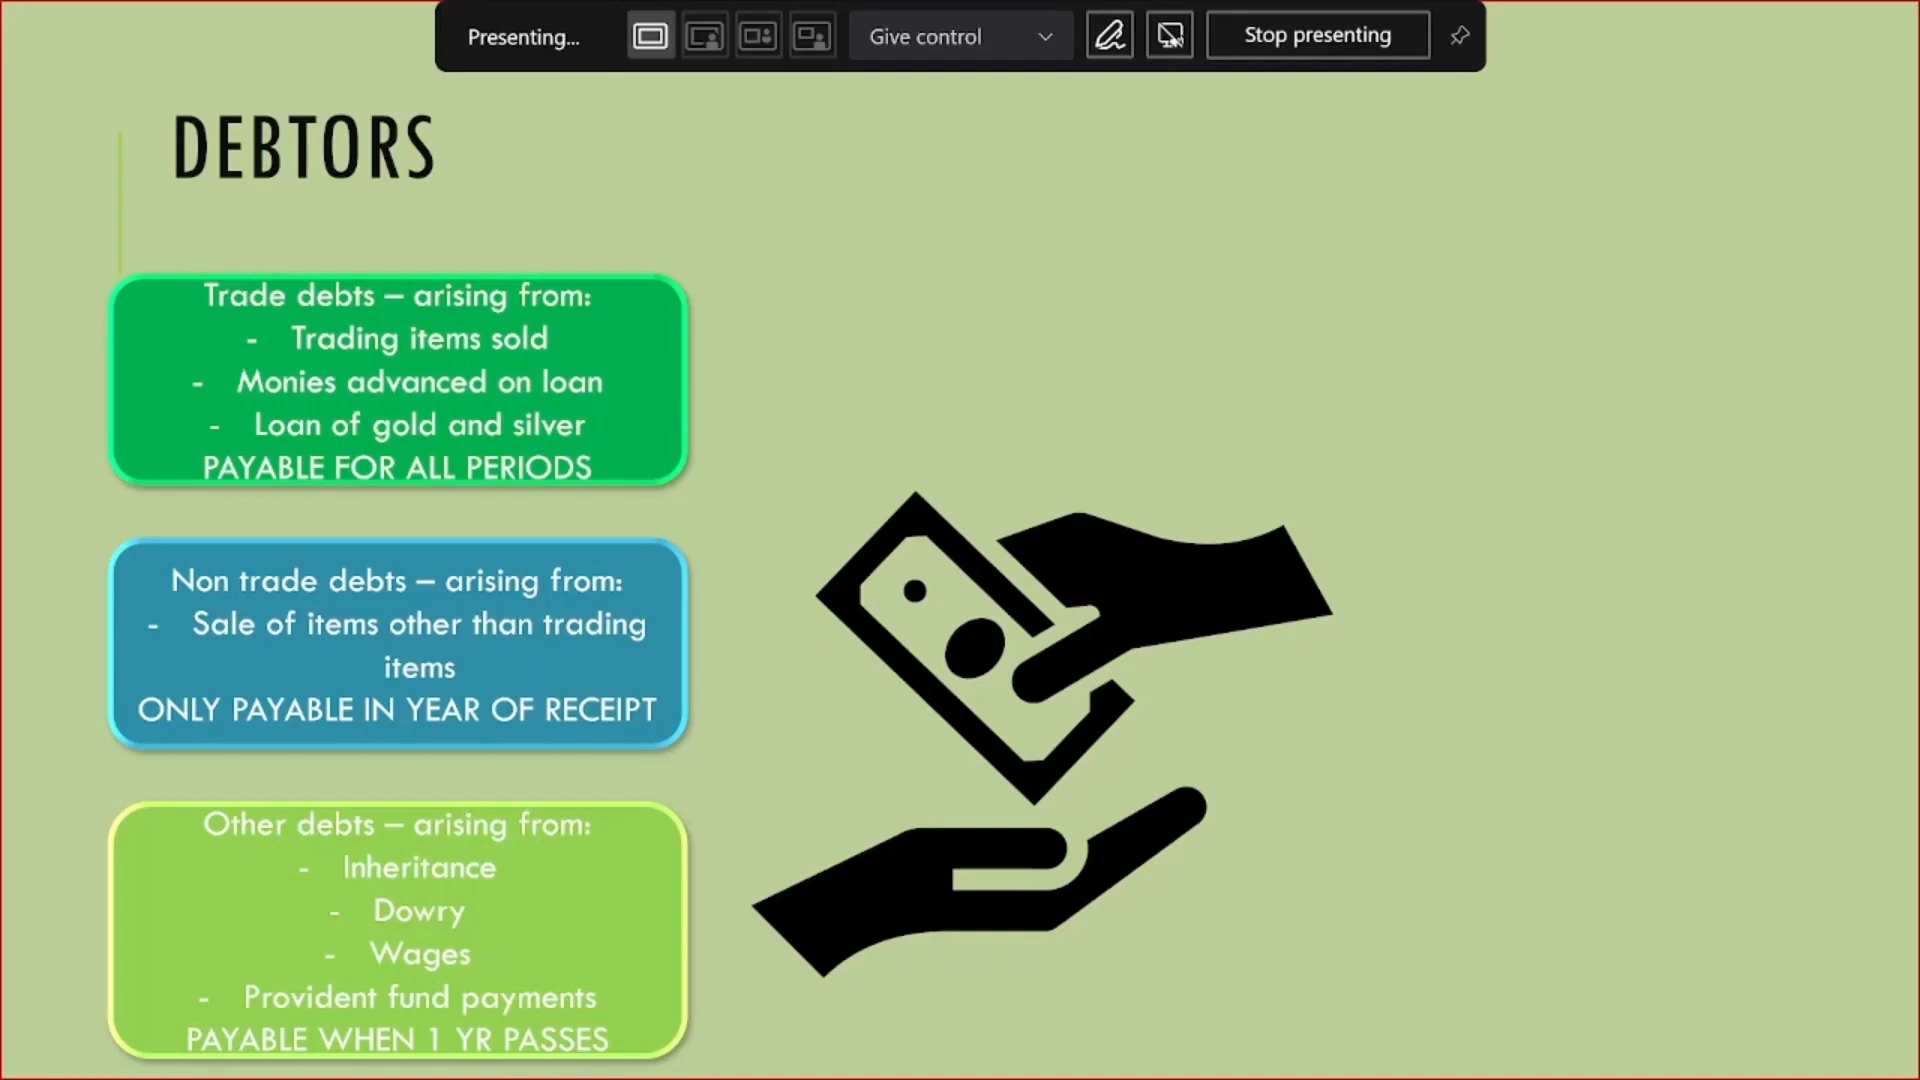 Presenting...
Give control
Stop presenting
DEBTORS
Trade debts – arising from:
- Trading items sold
- Monies advanced on loan
- Loan of gold and silver
PAYABLE FOR ALL PERIODS
Non trade debts – arising from:
- Sale of items other than trading
items
ONLY PAYABLE IN YEAR OF RECEIPT
Other debts – arising from:
- Inheritance
- Dowry
- Wages
- Provident fund payments
PAYABLE WHEN 1 YR PASSES